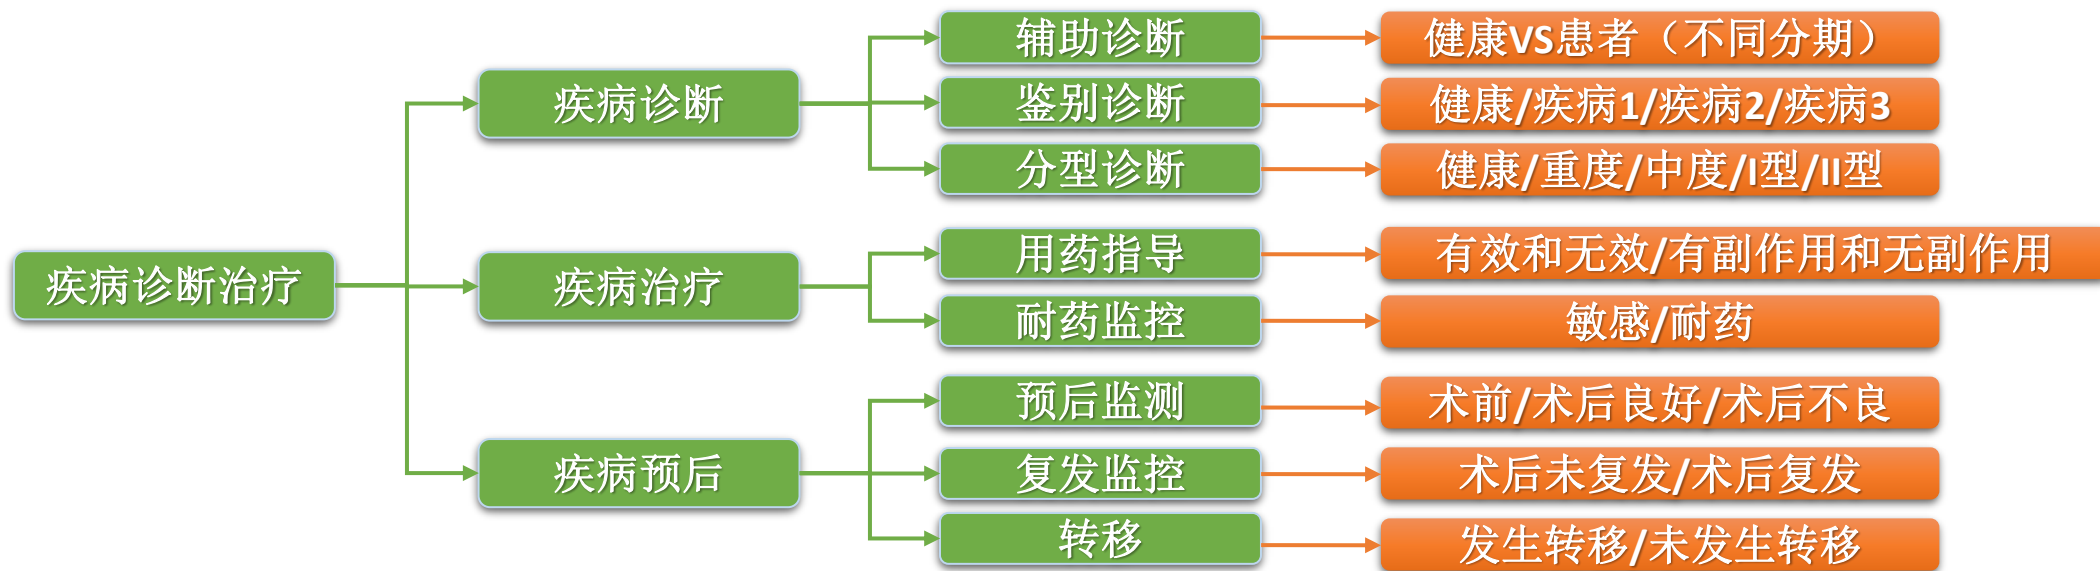 疾病诊断治疗
疾病诊断
辅助诊断
健康VS患者（不同分期）
鉴别诊断
健康/疾病1/疾病2/疾病3
分型诊断
健康/重度/中度/I型/II型
疾病治疗
用药指导
有效和无效/有副作用和无副作用
耐药监控
敏感/耐药
疾病预后
预后监测
术前/术后良好/术后不良
复发监控
术后未复发/术后复发
转移
发生转移/未发生转移